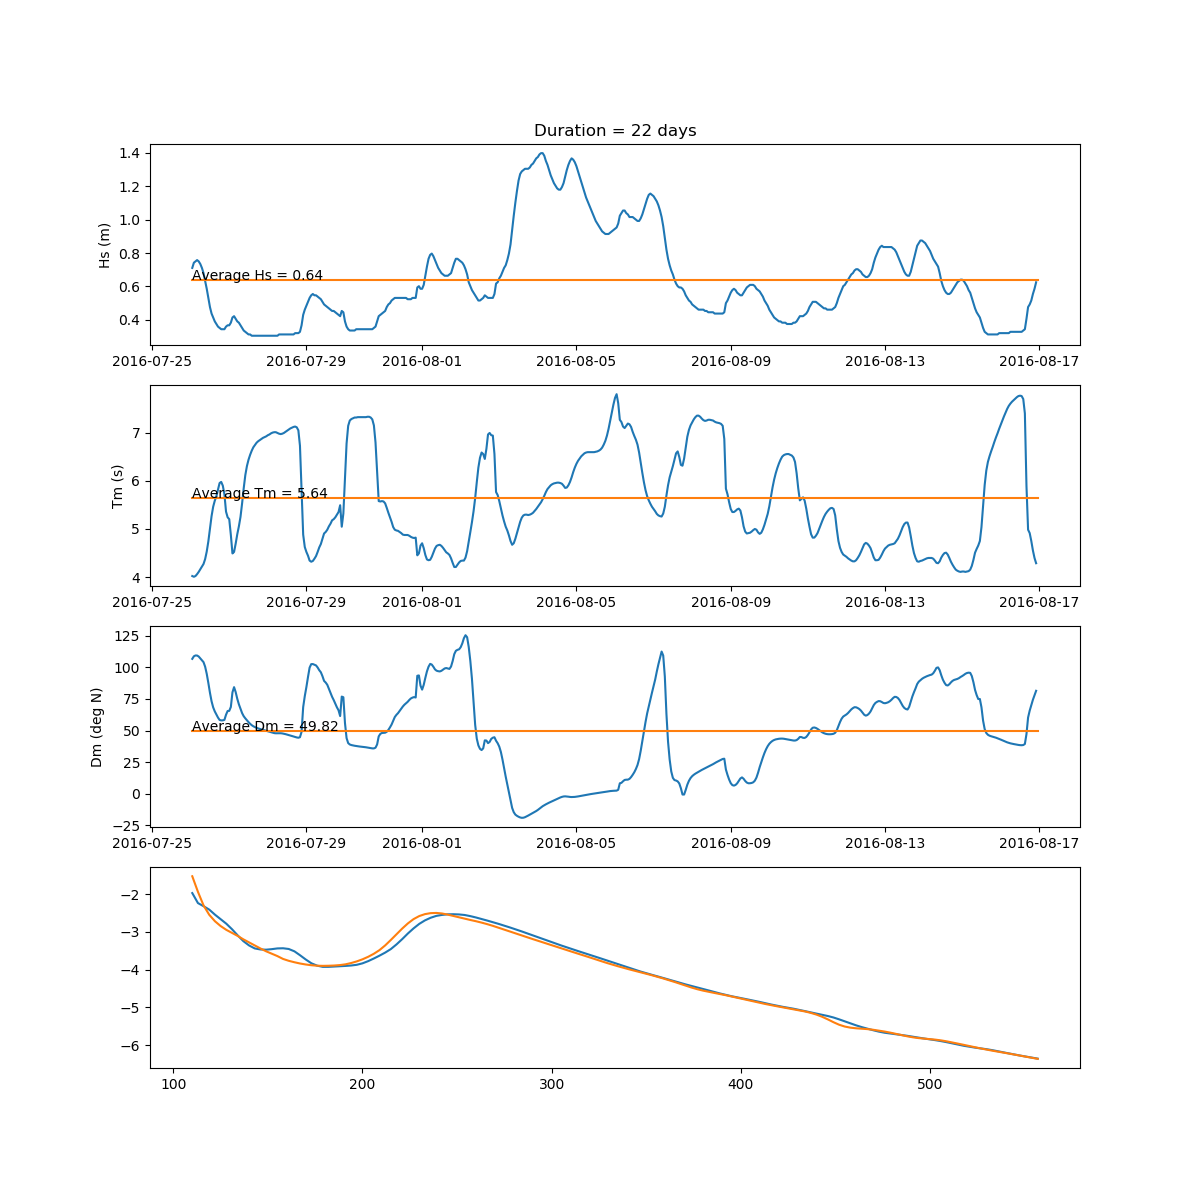 Duration = 22 days
1.4
1.2
1.0
0.8
0.6
0.4
Hs (m)
Average Hs = 0.64
2016-07-25 2016-07-29 2016-08-01 2016-08-05 2016-08-09 2016-08-13 2016-08-17
7
6
5
4
Tm (s)
Average Tm = 5.64
2016-07-25 2016-07-29 2016-08-01 2016-08-05 2016-08-09 2016-08-13 2016-08-17
125
100
75
50
25
0
−25
Dm (deg N)
Average Dm = 49.82
2016-07-25 2016-07-29 2016-08-01 2016-08-05 2016-08-09 2016-08-13 2016-08-17
−2
−3
−4
−5
−6
100 200 300 400 500